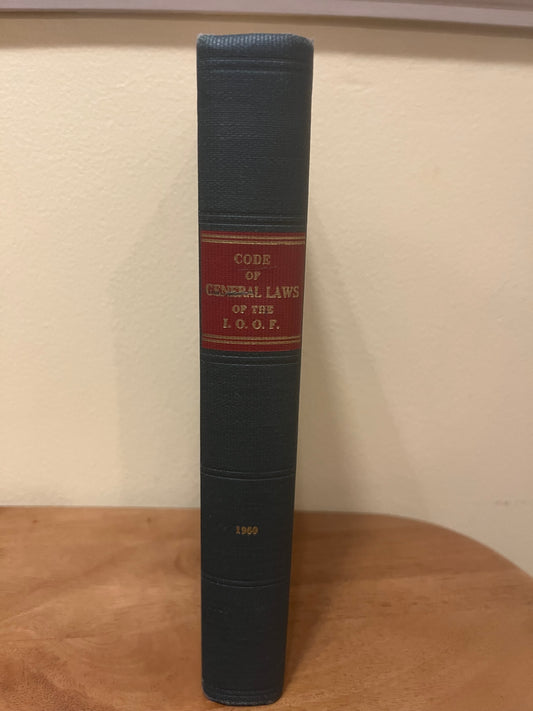 CODE
OF
GENERAL LAWS
OF THE
I. O. O. F.
1969